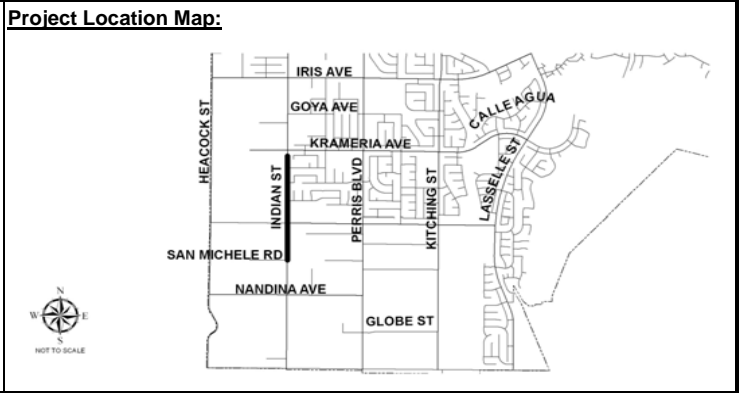 Project Location Map:
IRIS AVE
GOYA AVE
CALLE AGUA
HEACOCK ST
KRAMERIA AVE
INDIAN ST
PERRIS BLVD
KITCHING ST
LASSELLE ST
SAN MICHELE RD
NANDINA AVE
GLOBE ST
N
W
E
S
NOT TO SCALE